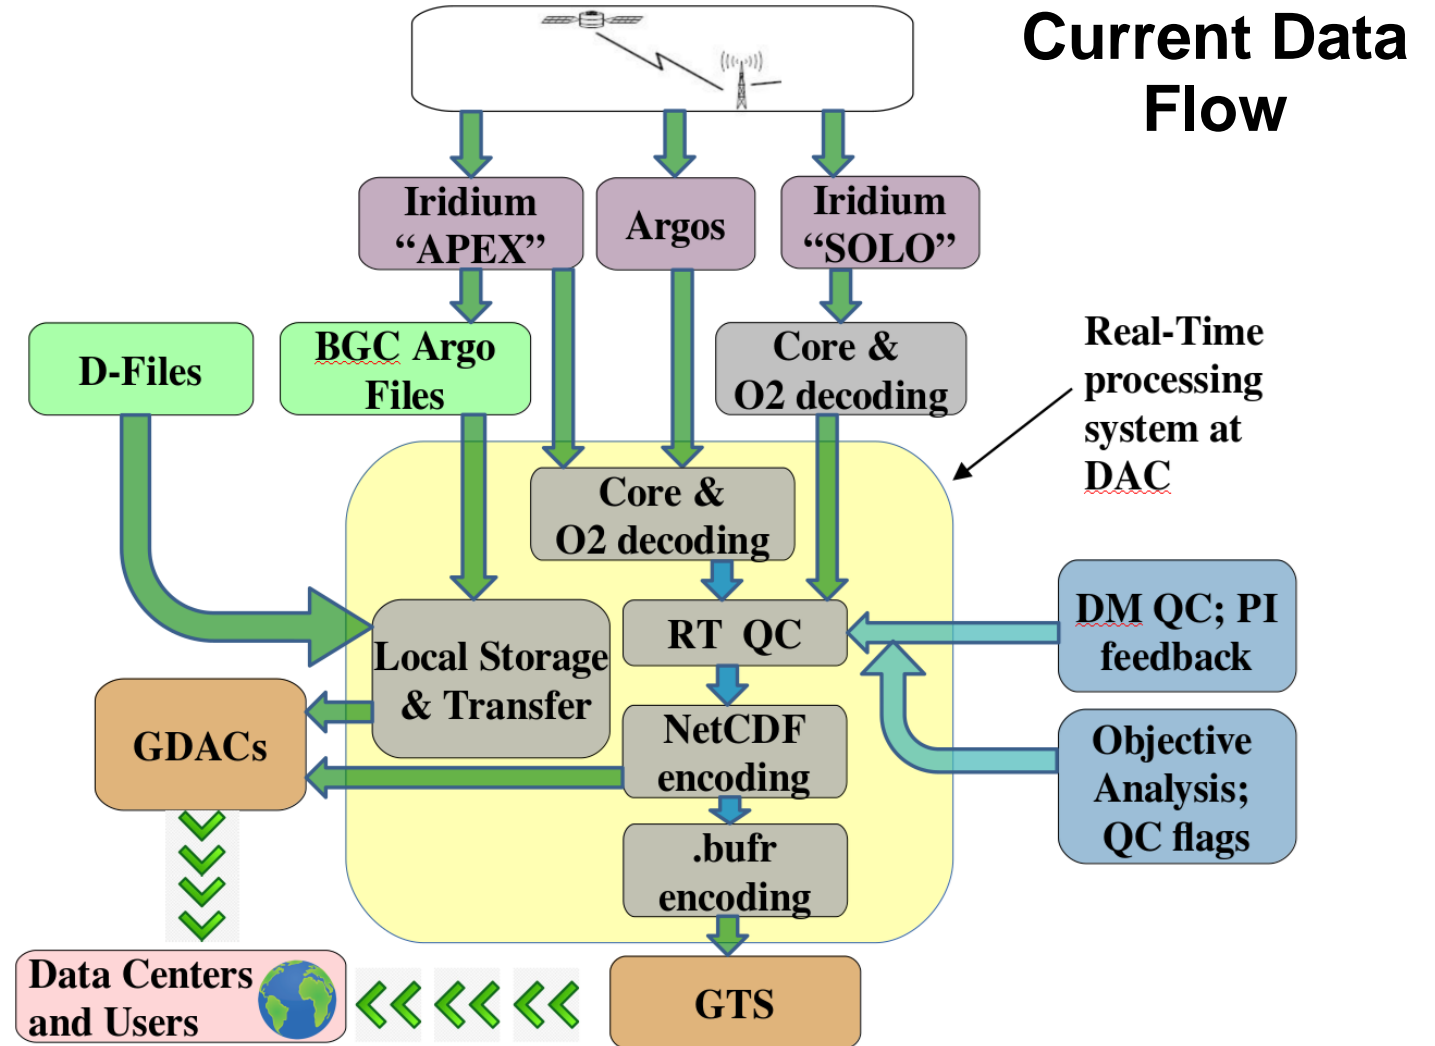 Current Data
Flow
Iridium
“APEX”
Argos
Iridium
“SOLO”
D-Files
BGC Argo
Files
Core &
O2 decoding
Real-Time
processing
system at
DAC
Core &
O2 decoding
RT QC
DM QC; PI
feedback
Local Storage
& Transfer
GDACs
NetCDF
encoding
Objective
Analysis;
QC flags
.bufr
encoding
Data Centers
and Users
GTS